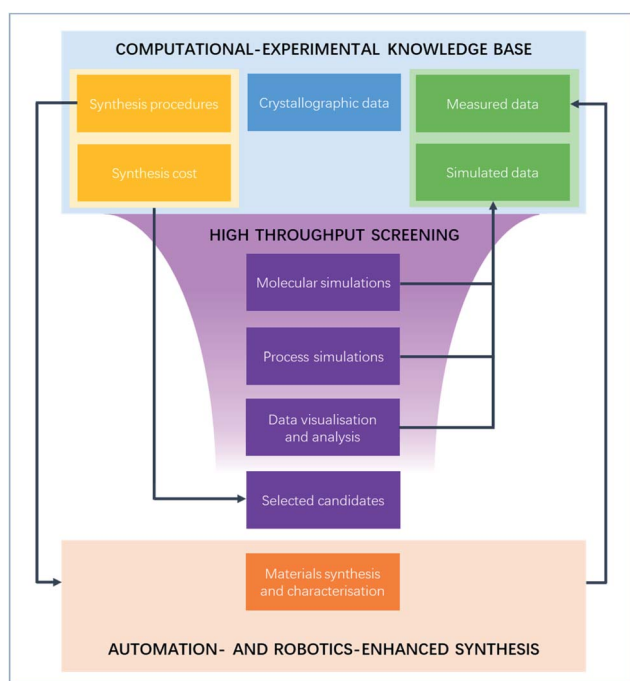 COMPUTATIONAL-EXPERIMENTAL KNOWLEDGE BASE
Synthesis procedures
Crystallographic data
Measured data
Synthesis cost
Simulated data
HIGH THROUGHPUT SCREENING
Molecular simulations
Process simulations
Data visualisation
and analysis
Selected candidates
Materials synthesis
and characterisation
AUTOMATION- AND ROBOTICS-ENHANCED SYNTHESIS